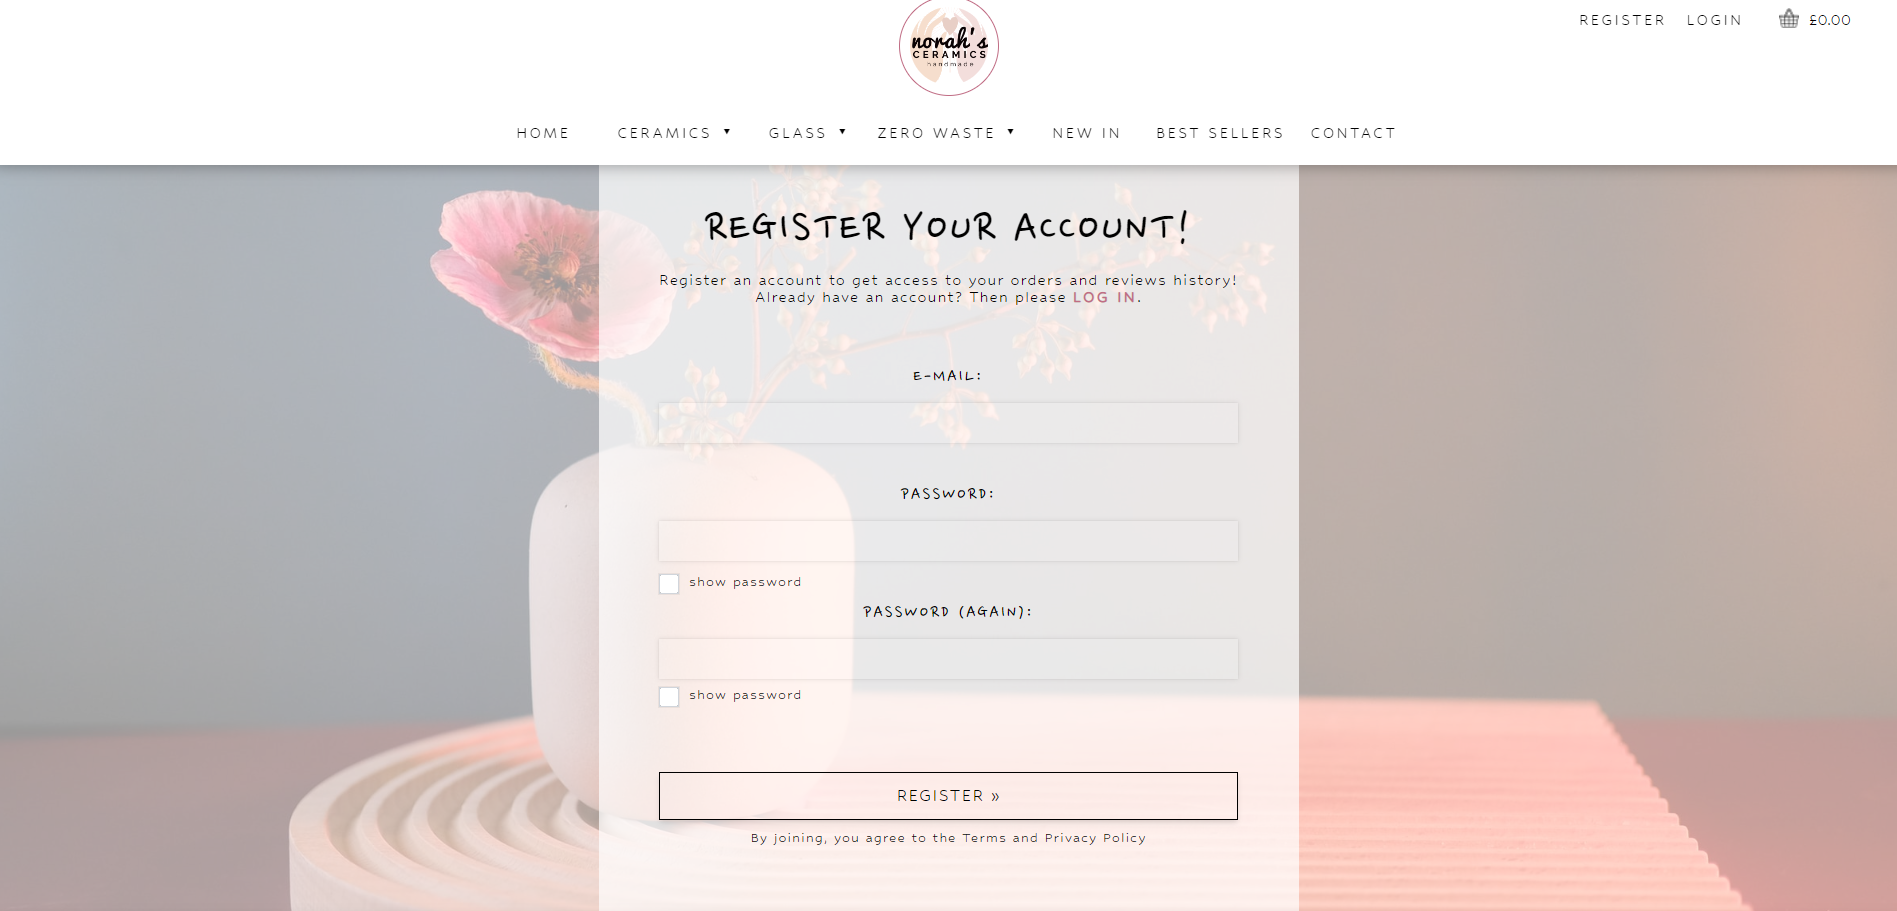 norah's
CERAMICS
handmade
REGISTER LOGIN £0.00
HOME CERAMICS ▼ GLASS ▼ ZERO WASTE ▼ NEW IN BEST SELLERS CONTACT
REGISTER YOUR ACCOUNT!
Register an account to get access to your orders and reviews history!
Already have an account? Then please LOG IN.
E-MAIL:
PASSWORD:
show password
PASSWORD (AGAIN):
show password
REGISTER »
By joining, you agree to the Terms and Privacy Policy